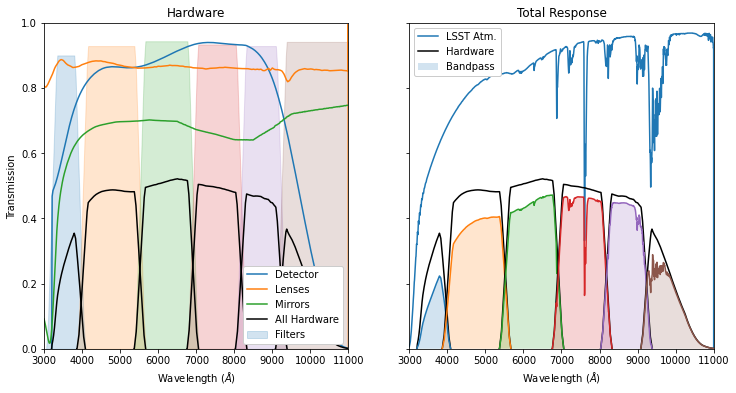 Hardware
Total Response
Transmission
1.0
0.8
0.6
0.4
0.2
0.0
Detector
Lenses
Mirrors
All Hardware
Filters
3000 4000 5000 6000 7000 8000 9000 10000 11000
Wavelength (Å)
LSST Atm.
Hardware
Bandpass
3000 4000 5000 6000 7000 8000 9000 10000 11000
Wavelength (Å)